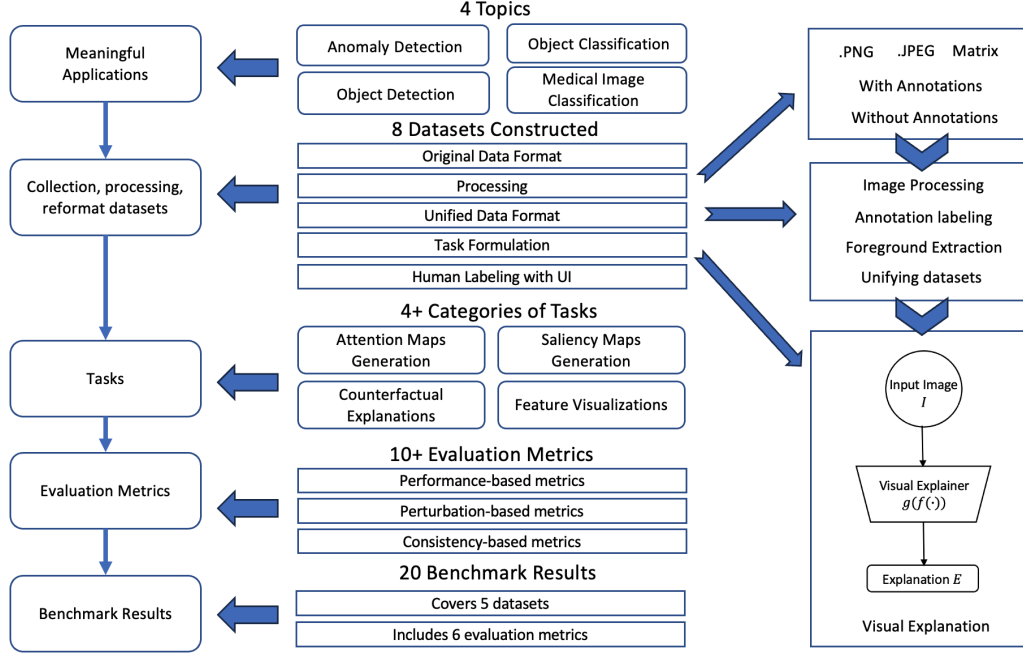 4 Topics
Meaningful
Applications
Anomaly Detection
Object Classification
Object Detection
Medical Image
Classification
8 Datasets Constructed
Collection, processing,
reformat datasets
Original Data Format
Processing
Unified Data Format
Task Formulation
Human Labeling with UI
4+ Categories of Tasks
Tasks
Attention Maps
Generation
Saliency Maps
Generation
Counterfactual
Explanations
Feature Visualizations
10+ Evaluation Metrics
Evaluation Metrics
Performance-based metrics
Perturbation-based metrics
Consistency-based metrics
20 Benchmark Results
Benchmark Results
Covers 5 datasets
Includes 6 evaluation metrics
.PNG .JPEG Matrix
With Annotations
Without Annotations
Image Processing
Annotation labeling
Foreground Extraction
Unifying datasets
Input Image
I
Visual Explainer
g(f(·))
Explanation E
Visual Explanation